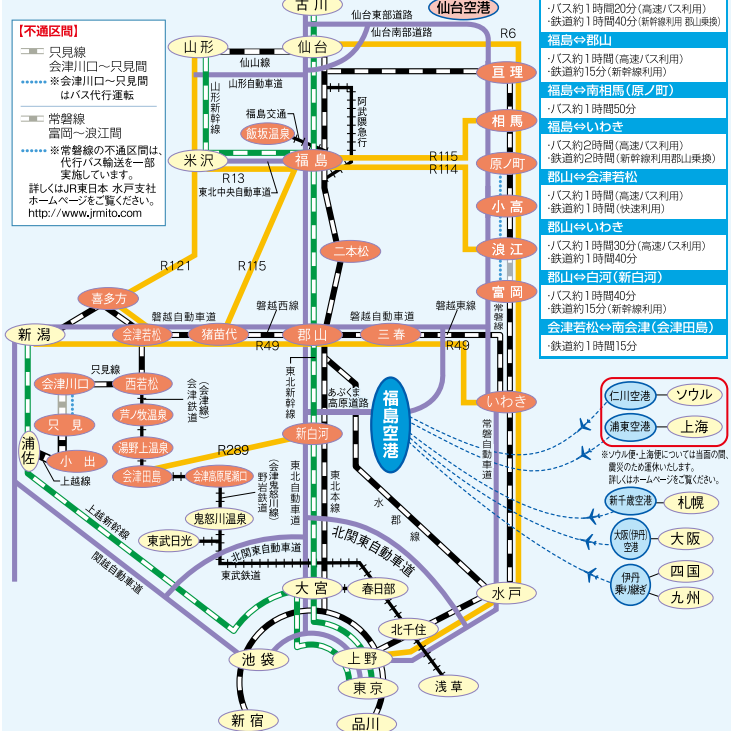 【不通区間】
只見線
会津川口〜只見間
※会津川口〜只見間
はバス代行運転
常磐線
富岡〜浪江間
※常磐線の不通区間は、
代行バス輸送を一部
実施しています。
詳しくはJR東日本 水戸支社
ホームページをご覧ください。
http://www.jrmito.com/
古川
仙台空港
仙台東部道路
仙台南部道路
R6
山形
仙台
仙山線
山形自動車道
山形新幹線
阿武隈急行
亘理
福島交通
飯坂温泉
相馬
米沢
福島
R115
R114
原ノ町
R13
東北中央自動車道
小高
二本松
浪江
R121
R115
富岡
喜多方
磐越自動車道
磐越西線
磐越自動車道
磐越東線
常磐線
新潟
会津若松
猪苗代
郡山
三春
R49
R49
只見線
会津川口
西若松
会津鉄道
(会津線)
東北新幹線
あぶくま
高原道路
福島空港
いわき
芦ノ牧温泉
只見
新白河
浦佐
湯野上温泉
R289
小出
上越線
会津田島
会津高原尾瀬口
野岩鉄道
(会津鬼怒川線)
東北自動車道
東北本線
水郡線
常磐自動車道
上越新幹線
鬼怒川温泉
関越自動車道
東武日光
北関東自動車道
北関東自動車道
東武鉄道
大宮
春日部
水戸
北千住
池袋
上野
東京
浅草
新宿
品川
・バス約1時間20分(高速バス利用)
・鉄道約1時間40分(新幹線利用 郡山乗換)
福島⇔郡山
・バス約1時間(高速バス利用)
・鉄道約15分(新幹線利用)
福島⇔南相馬(原ノ町)
・バス約1時間50分
福島⇔いわき
・バス約2時間(高速バス利用)
・鉄道約2時間(新幹線利用郡山乗換)
郡山⇔会津若松
・バス約1時間(高速バス利用)
・鉄道約1時間(快速利用)
郡山⇔いわき
・バス約1時間30分(高速バス利用)
・鉄道約1時間40分
郡山⇔白河(新白河)
・バス約1時間40分
・鉄道約15分(新幹線利用)
会津若松⇔南会津(会津田島)
・鉄道約1時間15分
仁川空港
ソウル
浦東空港
上海
※ソウル便・上海便については当面の間、
震災のため運休いたします。
詳しくはホームページをご覧ください。
新千歳空港
札幌
大阪(伊丹)
空港
大阪
伊丹
乗り継ぎ
四国
九州